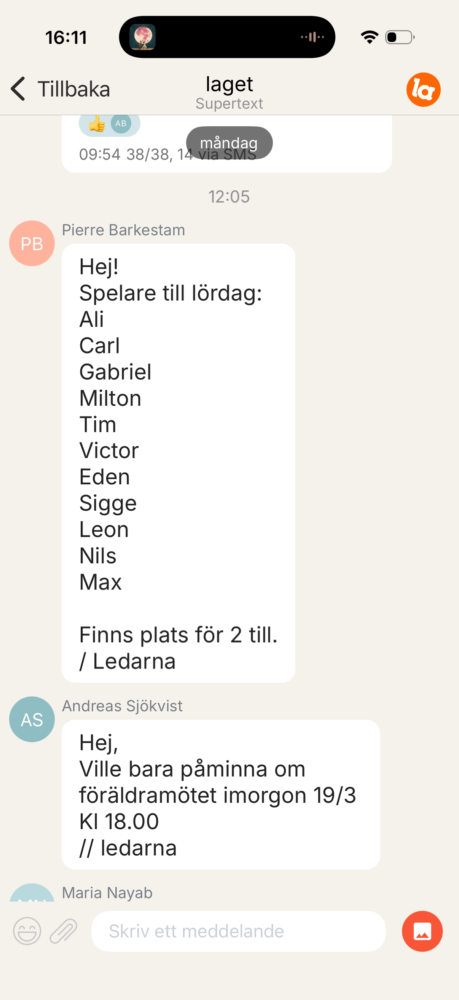 16:11
Tillbaka
laget
Supertext
la
👍 AB
måndag
09:54 38/38, 14 via SMS
12:05
Pierre Barkestam
PB
Hej!
Spelare till lördag:
Ali
Carl
Gabriel
Milton
Tim
Victor
Eden
Sigge
Leon
Nils
Max
Finns plats för 2 till.
/ Ledarna
Andreas Sjökvist
AS
Hej,
Ville bara påminna om
föräldramötet imorgon 19/3
Kl 18.00
// ledarna
Maria Nayab
MN
Skriv ett meddelande